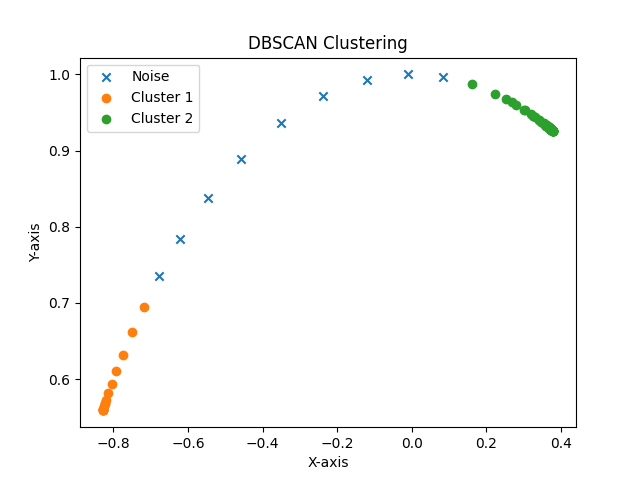 DBSCAN Clustering
Noise
Cluster 1
Cluster 2
Y-axis
1.0
0.9
0.8
0.7
0.6
−0.8 −0.6 −0.4 −0.2 0.0 0.2 0.4
X-axis